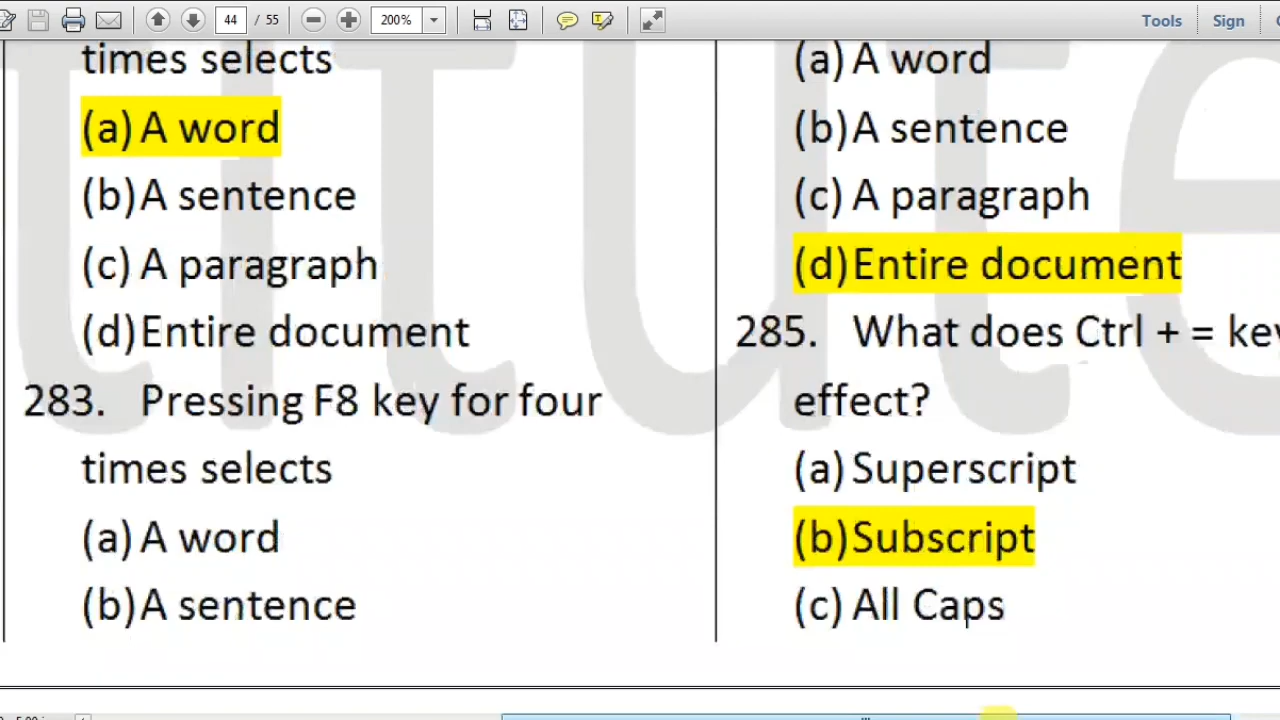 44 / 55
200%
Tools
Sign
times selects
(a) A word
(b) A sentence
(c) A paragraph
(d) Entire document
283. Pressing F8 key for four
times selects
(a) A word
(b) A sentence
(a) A word
(b) A sentence
(c) A paragraph
(d) Entire document
285. What does Ctrl + = key
effect?
(a) Superscript
(b) Subscript
(c) All Caps